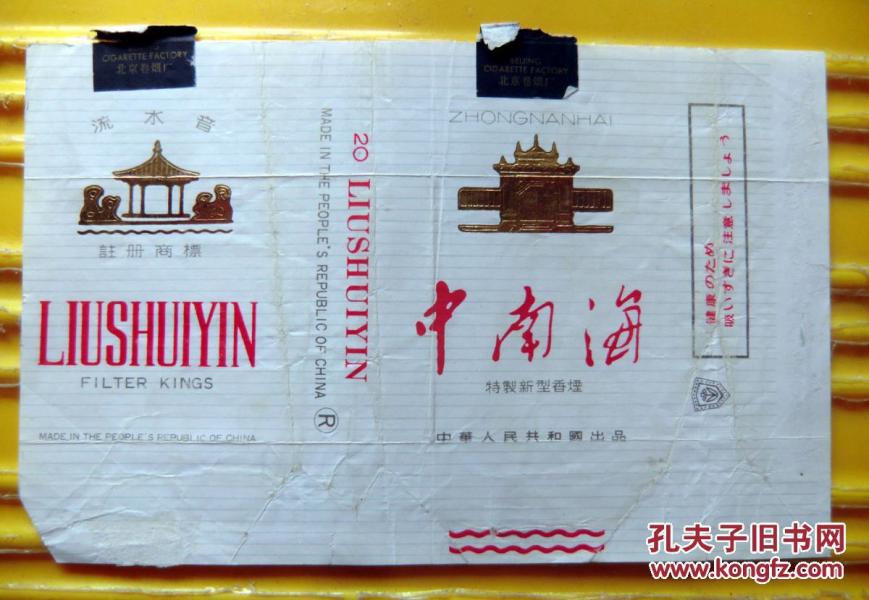 CIGARETTE FACTORY
北京卷烟厂
流水音
註册商標
LIUSHUIYIN
FILTER KINGS
MADE IN THE PEOPLE'S REPUBLIC OF CHINA
20 LIUSHUIYIN
MADE IN THE PEOPLE'S REPUBLIC OF CHINA
R
BEIJING
CIGARETTE FACTORY
北京卷烟厂
ZHONGNANHAI
中南海
特製新型香煙
中華人民共和國出品
健康のため
吸いすぎに注意しましょう
孔夫子旧书网
www.kongfz.com